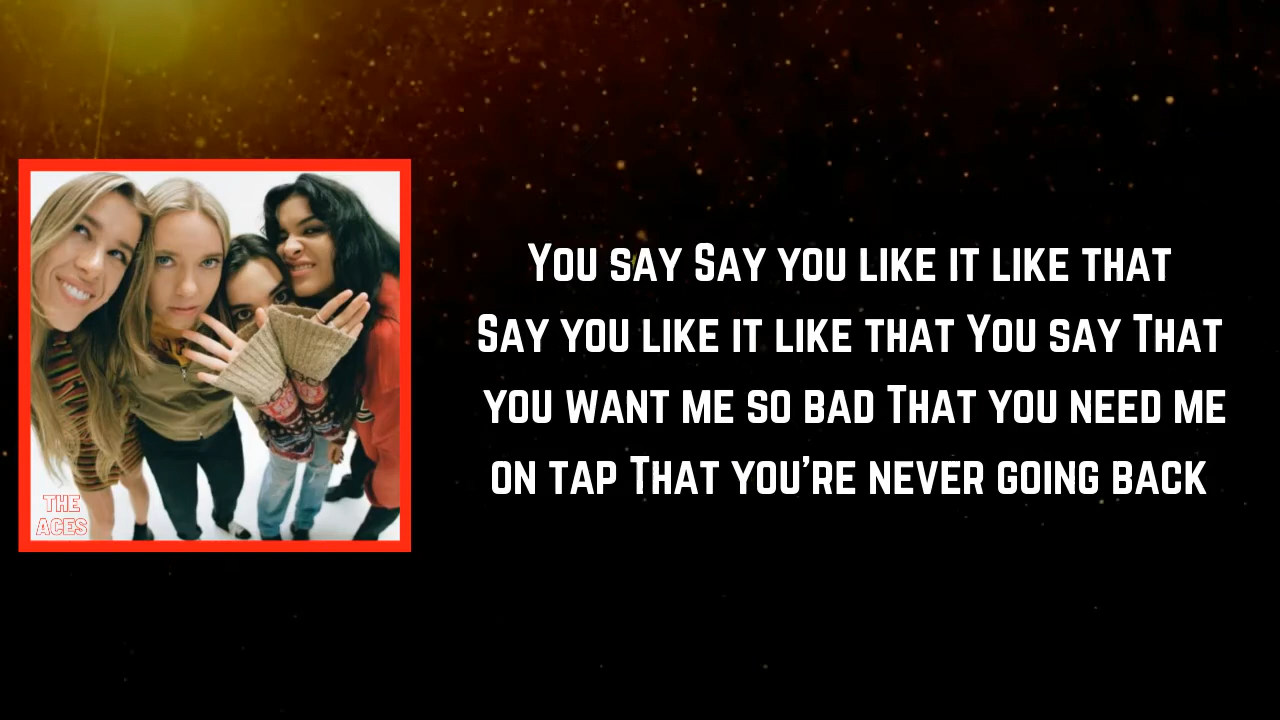 You say Say you like it like that
Say you like it like that You say That
you want me so bad That you need me
on tap That you're never going back
THE
ACES